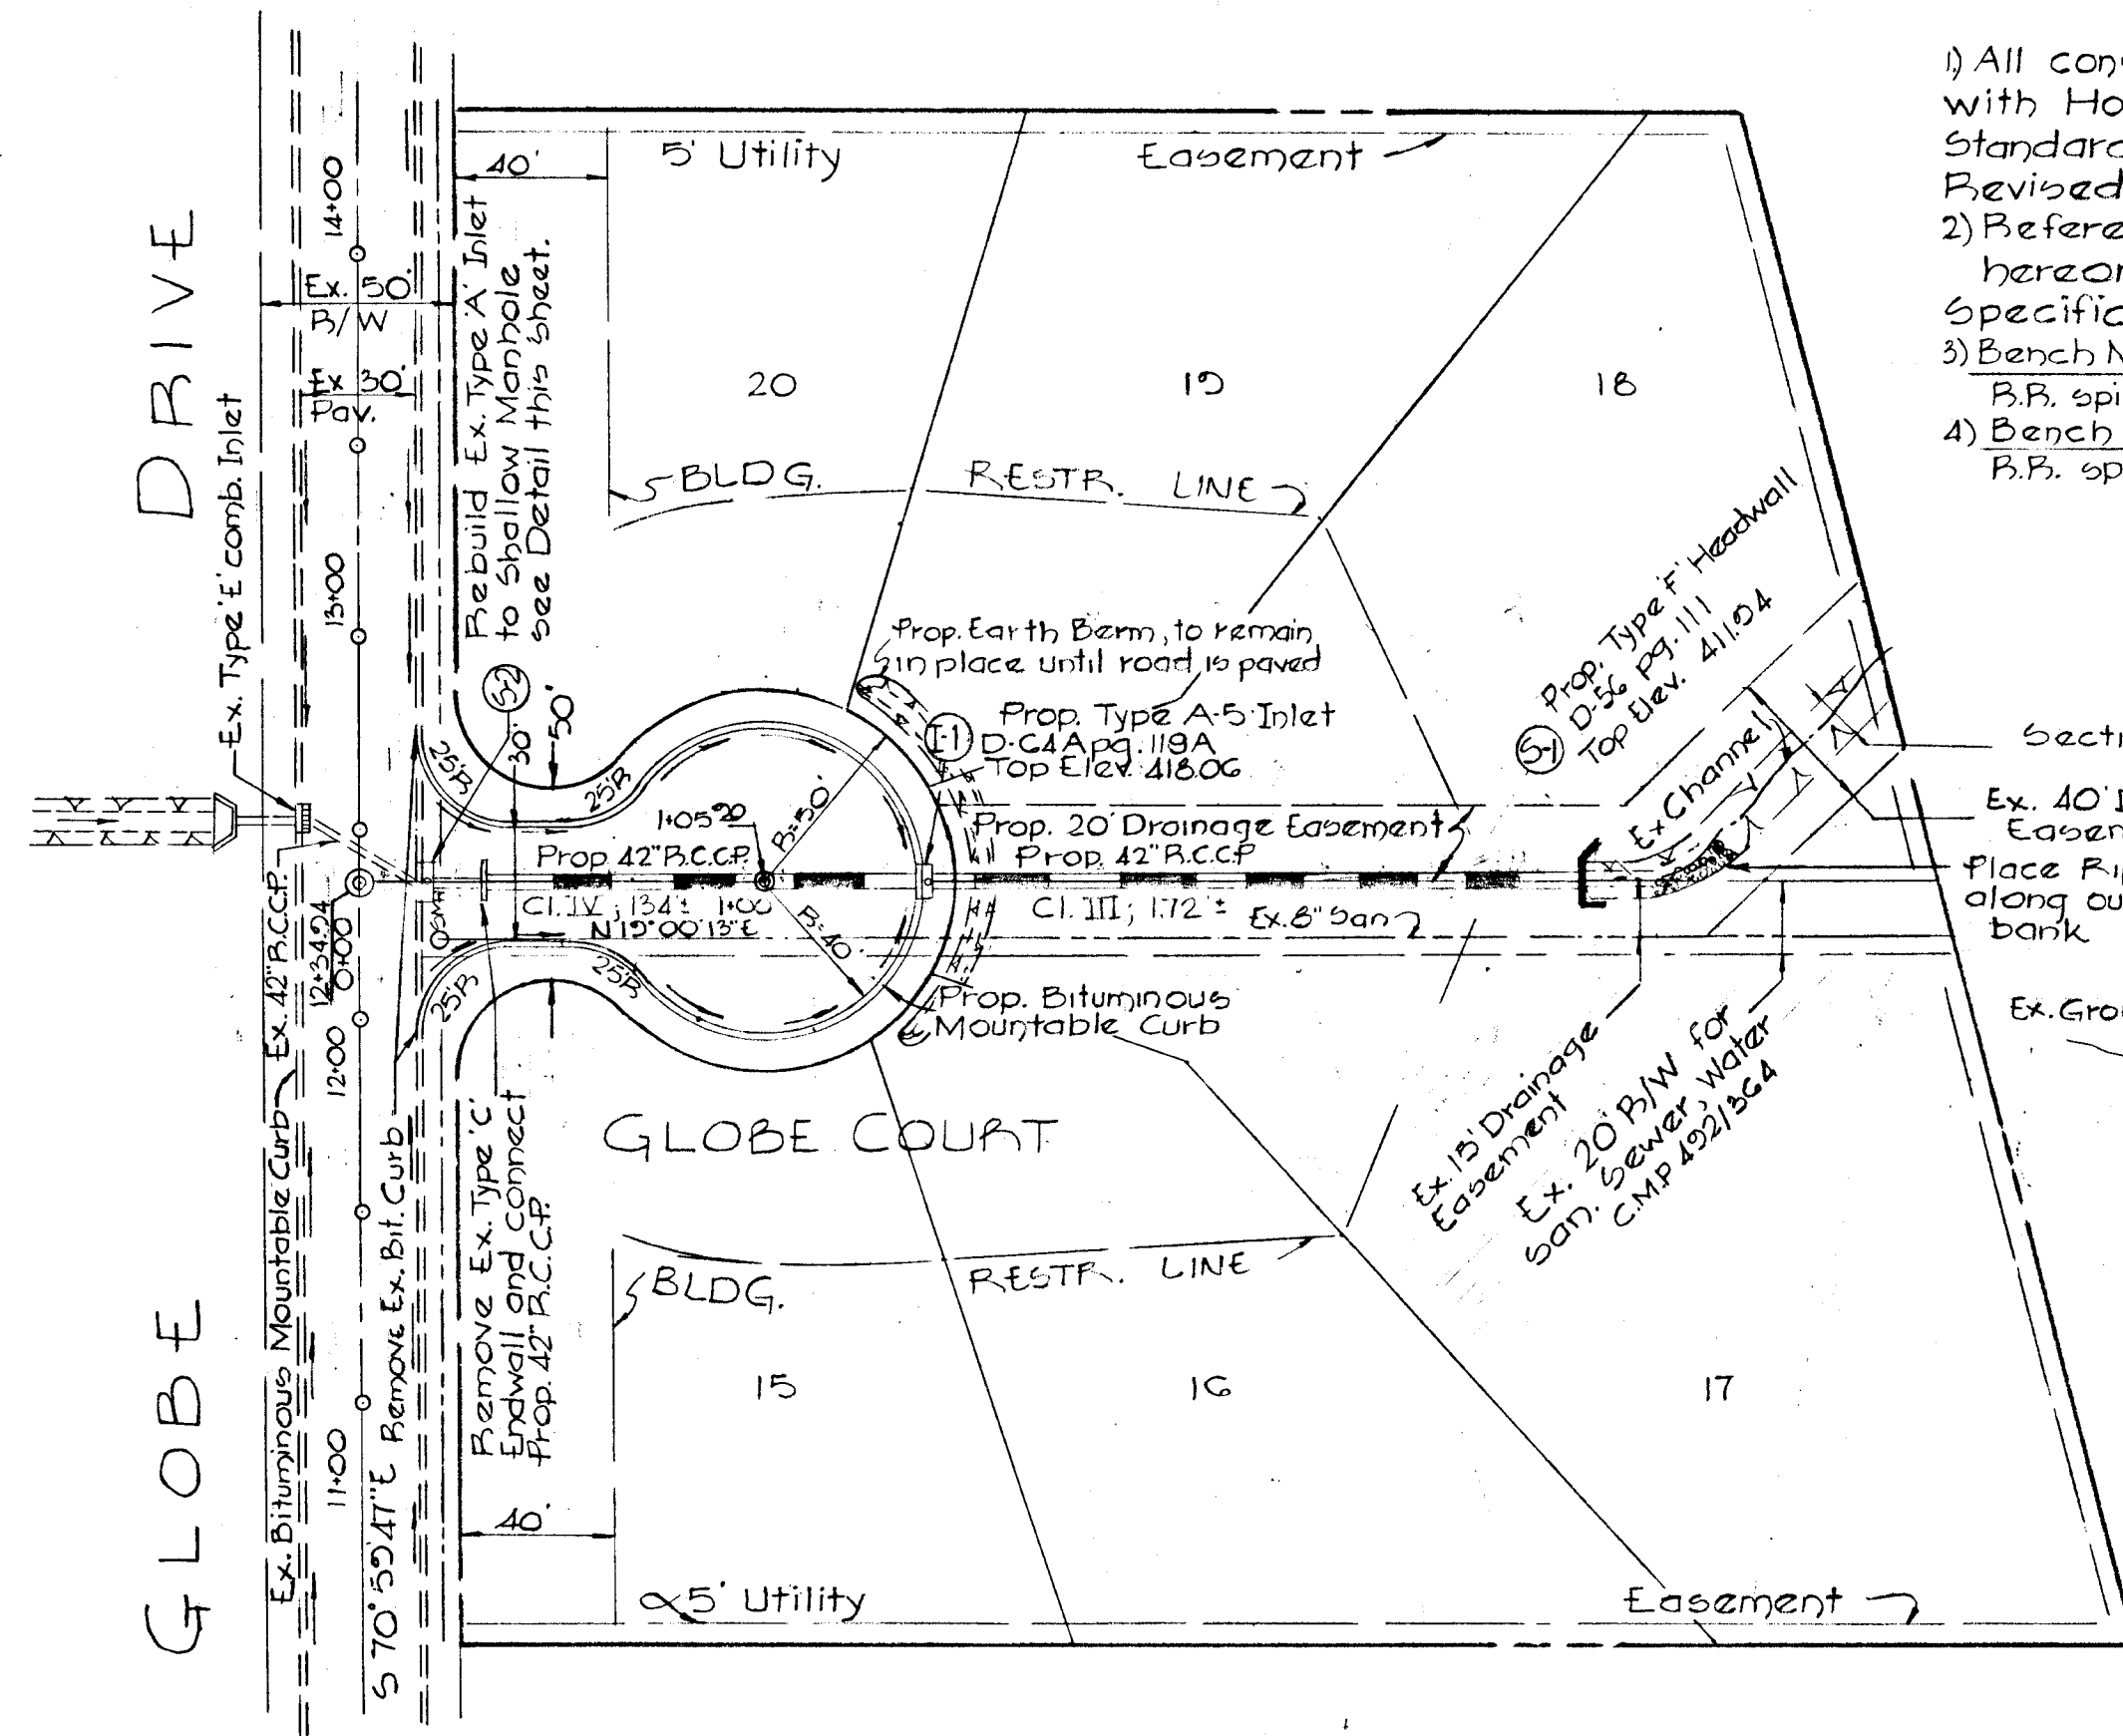 GLOBE DRIVE
14+00
Ex. 50'
R/W
Ex 30'
Pav.
13+00
12+34.94
0+00
12+00
11+00
S 70° 59' 47" E
Ex. Type 'E' comb. Inlet
Ex. 42" R.C.C.P.
Ex. Bituminous Mountable Curb
Remove Ex. Bit. Curb
Rebuild Ex. Type 'A' Inlet
to Shallow Manhole
see Detail this sheet.
S-2
Remove Ex. Type 'C'
Endwall and connect
Prop. 42" R.C.C.P.
40'
5' Utility
Easement
20
19
18
BLDG. RESTR. LINE
Prop. Earth Berm, to remain
in place until road is paved
I-1
Prop. Type A-5 Inlet
D-C4A pg. 119A
Top Elev. 418.06
S-1
Prop. Type 'F' Headwall
D-56 pg. 111
Top Elev. 411.94
Ex Channel
30'
50'
25'R
25'R
25'R
25'R
1+05 20
R=50'
R=40'
Prop 42" R.C.C.P.
Cl. IV; 134'± 1+00
N 19° 00' 13" E
SMH
Prop. 20' Drainage Easement
Prop. 42" R.C.C.P
Cl. III; 172'±
Ex. 8" San
Prop. Bituminous
Mountable Curb
GLOBE COURT
Ex. 15' Drainage
Easement
Ex. 20' R/W for
San. Sewer, Water
C.M.P 492/364
BLDG. RESTR. LINE
15
16
17
40'
5' Utility
Easement
1) All con
with Ho
Standard
Revised
2) Refere
hereon
Specific
3) Bench
R.R. spi
4) Bench
R.R. sp
Secti
Ex. 40'
Easem
Place Rip
along ou
bank
Ex. Gro